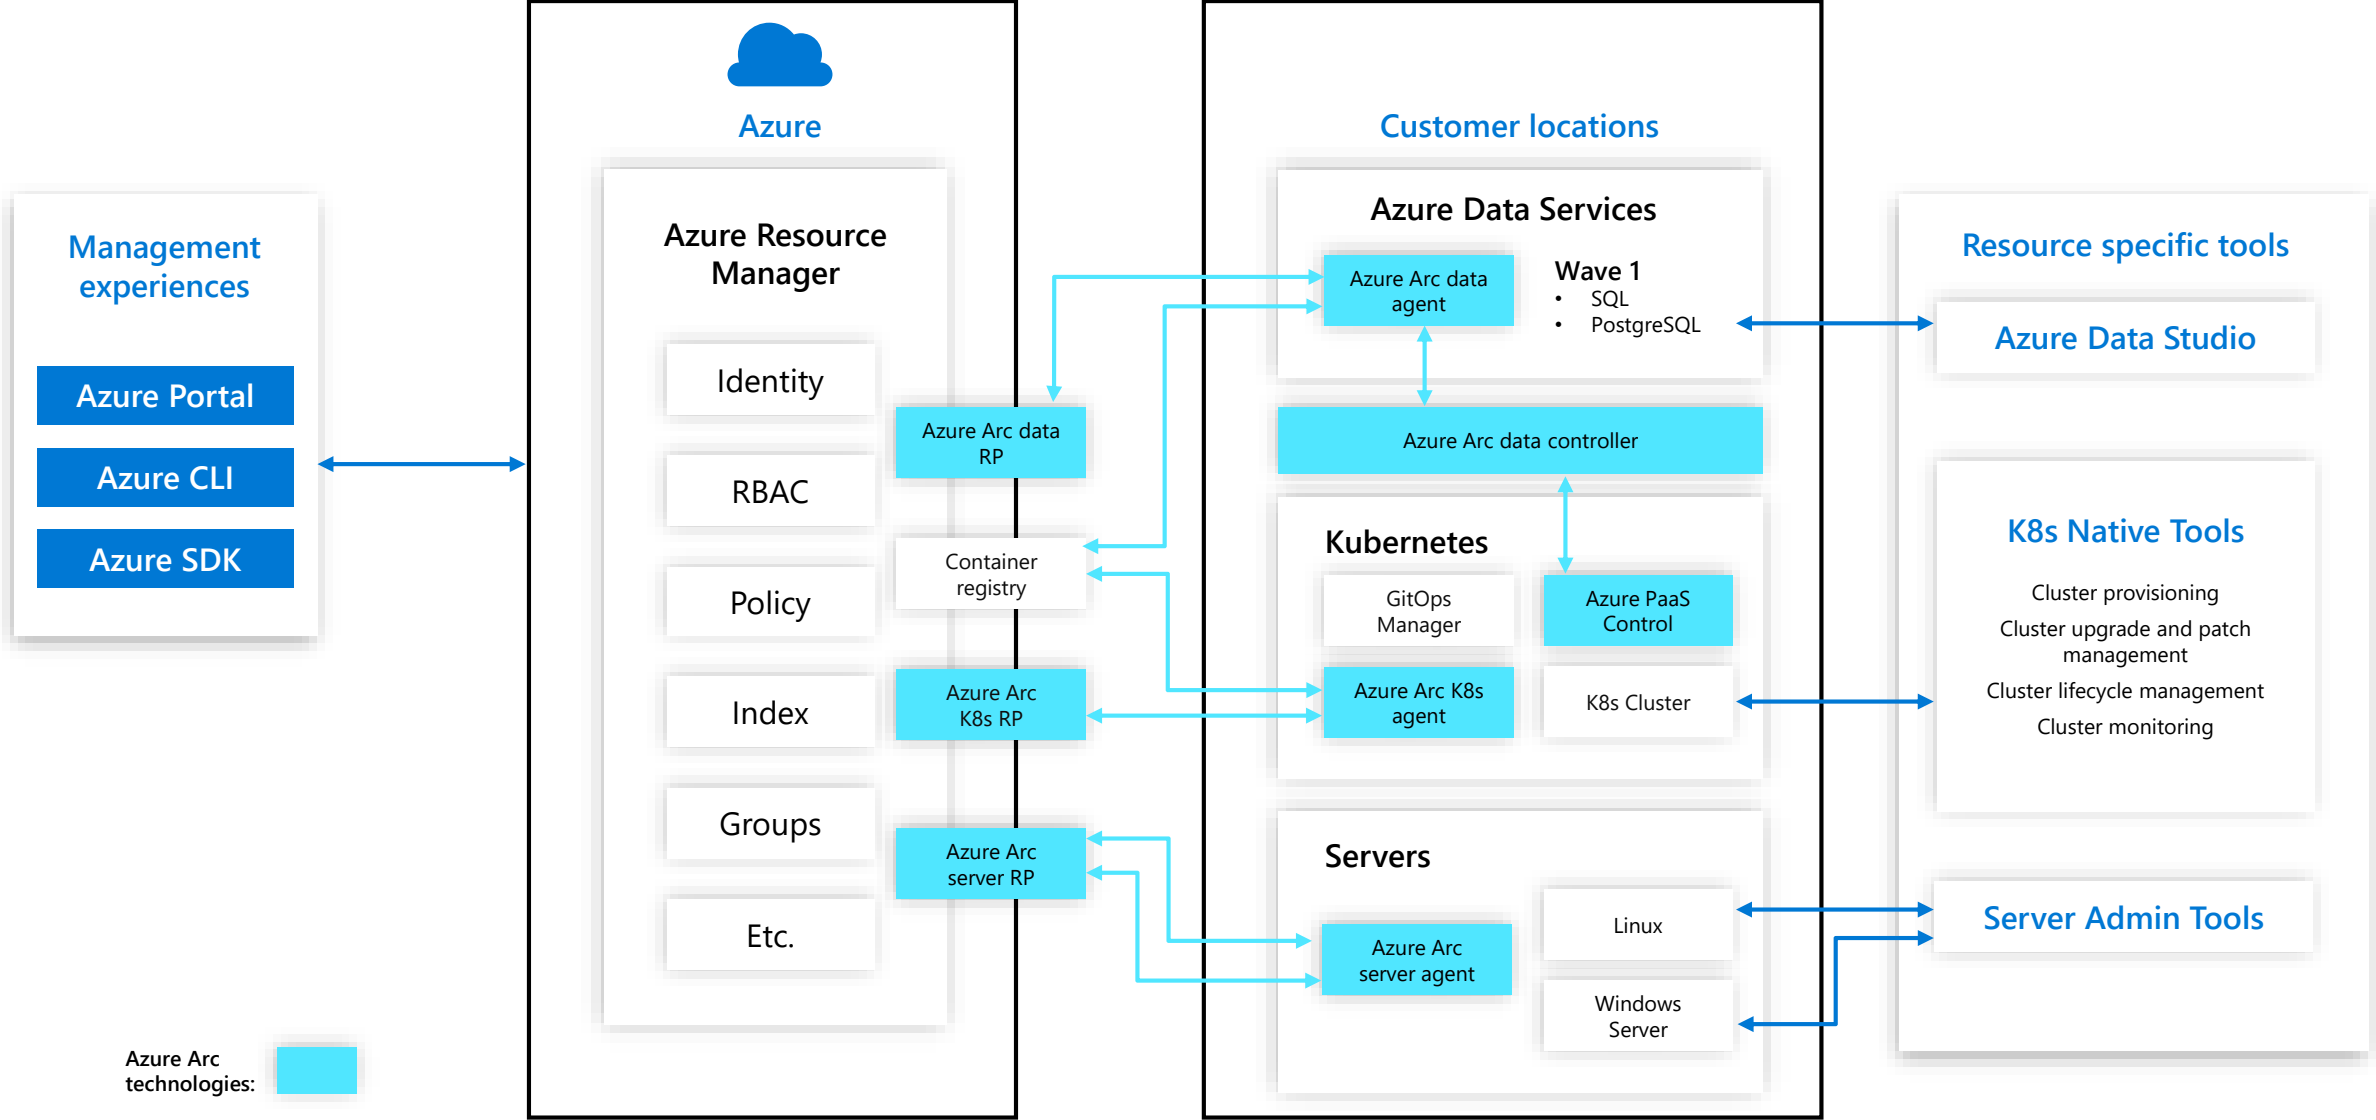 Management
experiences
Azure Portal
Azure CLI
Azure SDK
Azure Arc
technologies:
Azure
Azure Resource
Manager
Identity
RBAC
Policy
Index
Groups
Etc.
Azure Arc data
RP
Container
registry
Azure Arc
K8s RP
Azure Arc
server RP
Customer locations
Azure Data Services
Azure Arc data
agent
Wave 1
• SQL
• PostgreSQL
Azure Arc data controller
Kubernetes
GitOps
Manager
Azure PaaS
Control
Azure Arc K8s
agent
K8s Cluster
Servers
Azure Arc
server agent
Linux
Windows
Server
Resource specific tools
Azure Data Studio
K8s Native Tools
Cluster provisioning
Cluster upgrade and patch
management
Cluster lifecycle management
Cluster monitoring
Server Admin Tools